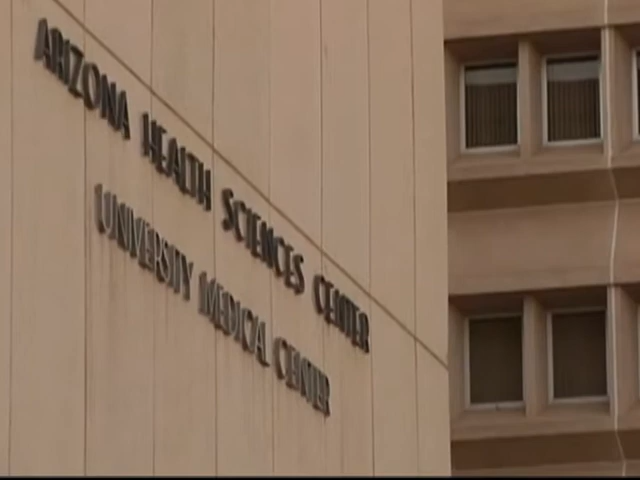 ARIZONA HEALTH SCIENCES CENTER
UNIVERSITY MEDICAL CENTER